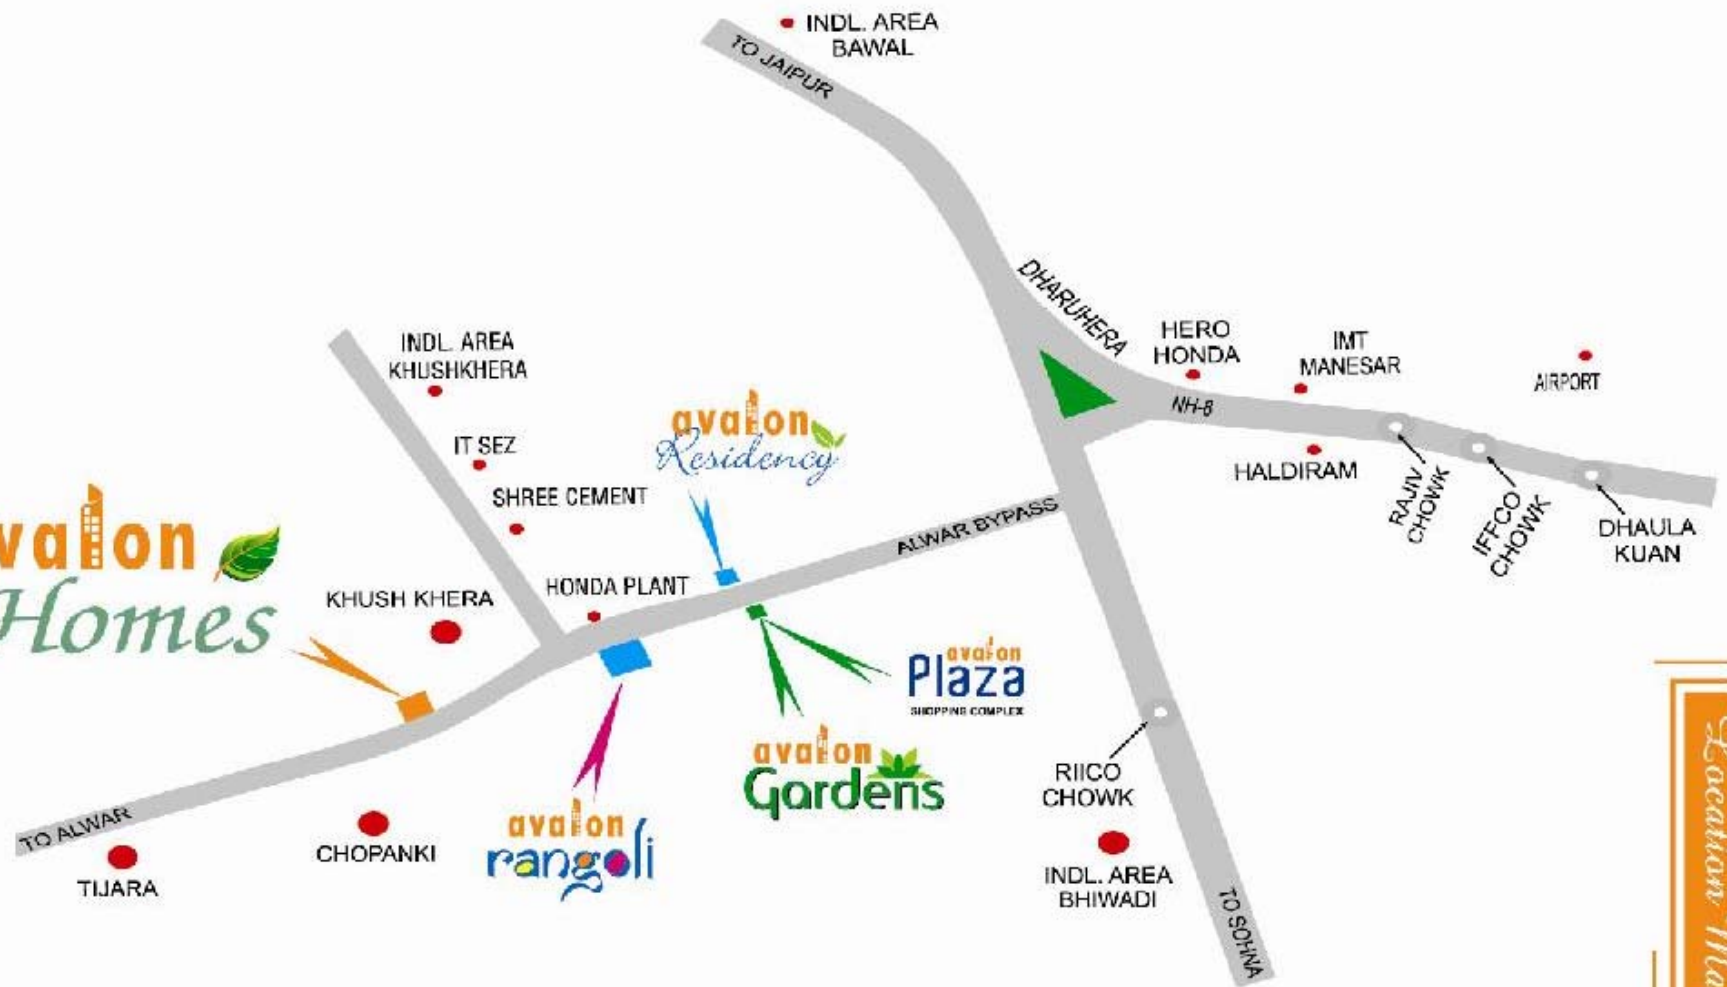 INDL. AREA
BAWAL
TO JAIPUR
DHARUHERA
HERO
HONDA
IMT
MANESAR
AIRPORT
NH-8
HALDIRAM
RAJIV
CHOWK
IFFCO
CHOWK
DHAULA
KUAN
INDL. AREA
KHUSHKHERA
IT SEZ
SHREE CEMENT
avalon
Residency
ALWAR BYPASS
valon
Homes
KHUSH KHERA
HONDA PLANT
avalon
Plaza
SHOPPING COMPLEX
avalon
Gardens
avalon
rangoli
RIICO
CHOWK
INDL. AREA
BHIWADI
TO SOHNA
TO ALWAR
TIJARA
CHOPANKI
Location Ma